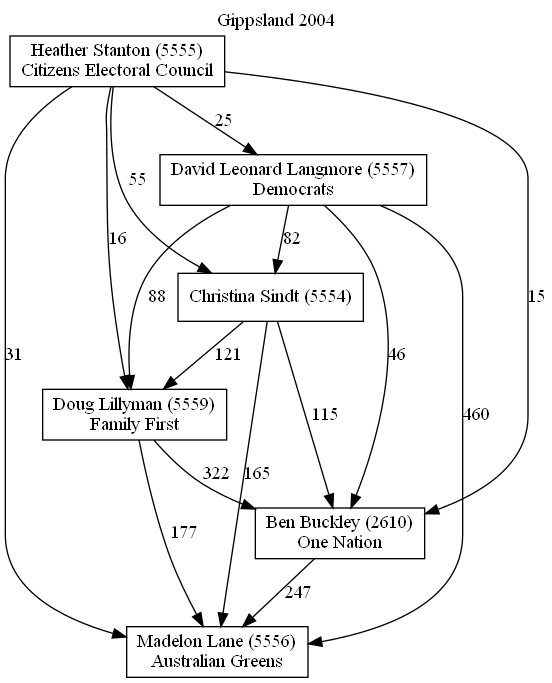 Gippsland 2004
Heather Stanton (5555)
Citizens Electoral Council
25
David Leonard Langmore (5557)
Democrats
55
16
82
88
Christina Sindt (5554)
15
31
121
46
Doug Lillyman (5559)
Family First
115
460
322
165
Ben Buckley (2610)
One Nation
177
247
Madelon Lane (5556)
Australian Greens